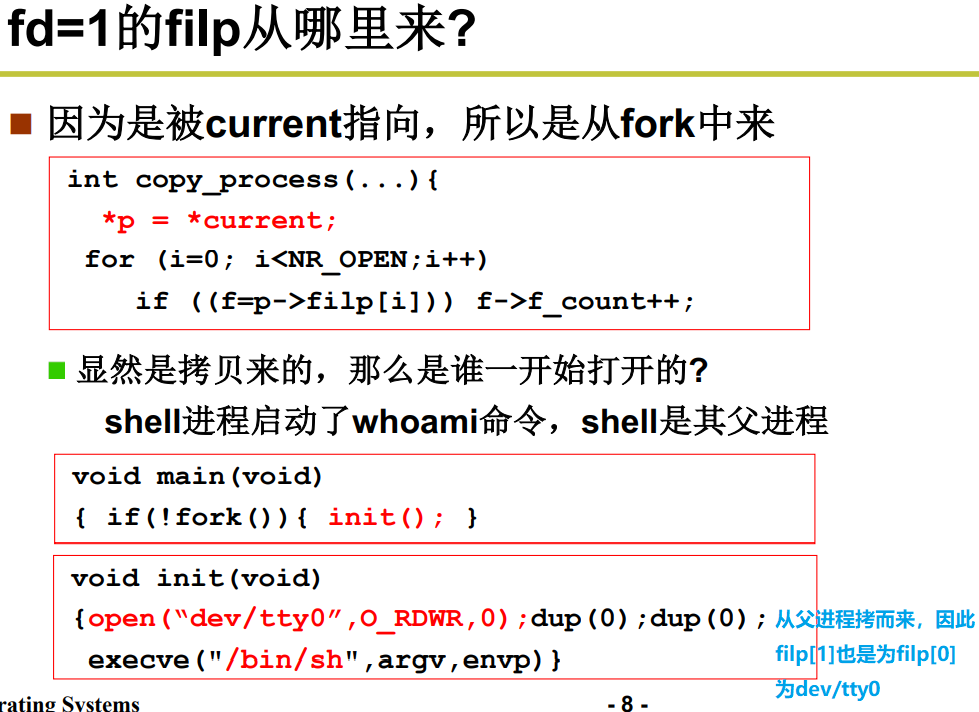 fd=1的filp从哪里来?
因为是被current指向，所以是从fork中来
int copy_process(...){
*p = *current;
for (i=0; i<NR_OPEN;i++)
if ((f=p->filp[i])) f->f_count++;
显然是拷贝来的，那么是谁一开始打开的?
shell进程启动了whoami命令，shell是其父进程
void main(void)
{ if(!fork()){ init(); }
void init(void)
{open(“dev/tty0”,O_RDWR,0);dup(0);dup(0);
execve("/bin/sh",argv,envp)}
从父进程拷而来，因此
filp[1]也是为filp[0]
为dev/tty0
rating Systems
- 8 -